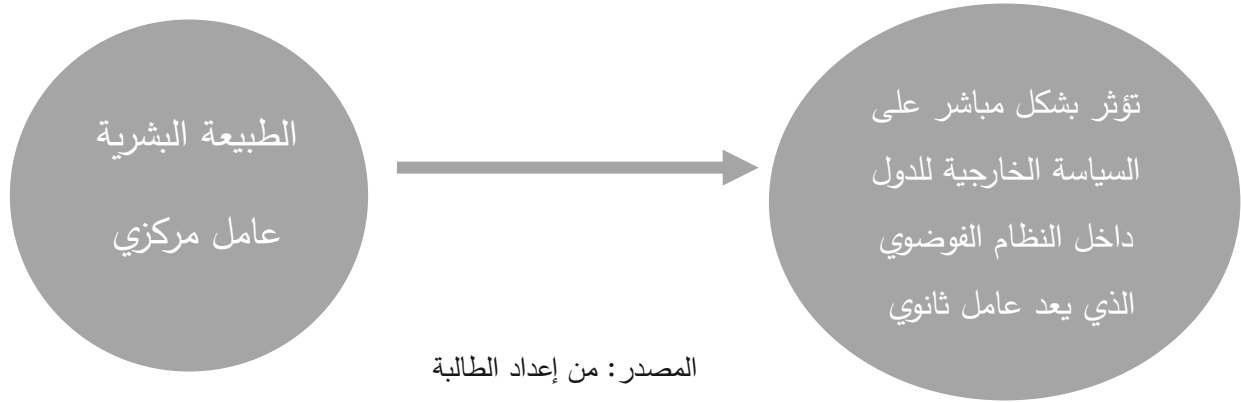 الطبيعة البشرية
عامل مركزي
تؤثر بشكل مباشر على
السياسة الخارجية للدول
داخل النظام الفوضوي
الذي يعد عامل ثانوي
المصدر: من إعداد الطالبة